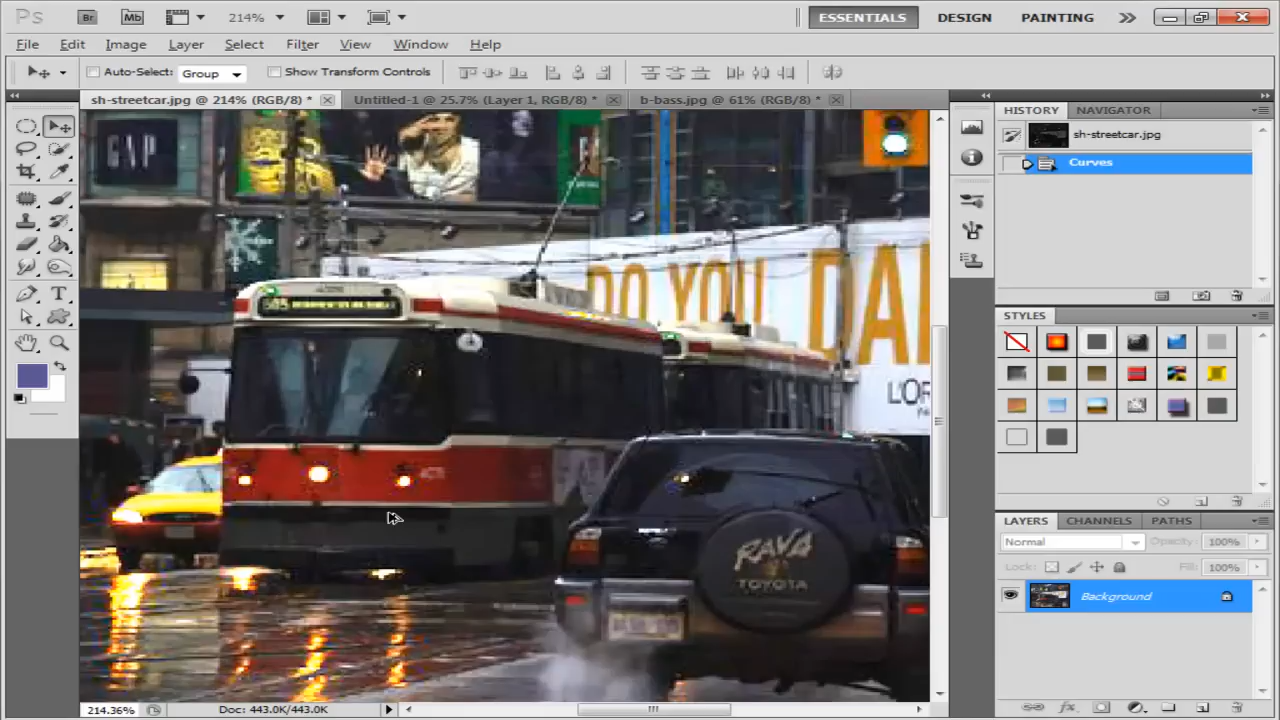 Ps Br Mb 214% ESSENTIALS DESIGN PAINTING
File Edit Image Layer Select Filter View Window Help
Auto-Select: Group Show Transform Controls
sh-streetcar.jpg @ 214% (RGB/8) * Untitled-1 @ 25.7% (Layer 1, RGB/8) * b-bass.jpg @ 61% (RGB/8) *
HISTORY NAVIGATOR
sh-streetcar.jpg
Curves
GAP
DO YOU DA
505
L'OR
STYLES
RAV4
TOYOTA
LAYERS CHANNELS PATHS
Normal Opacity: 100%
Lock: Fill: 100%
Background
214.36% Doc: 443.0K/443.0K